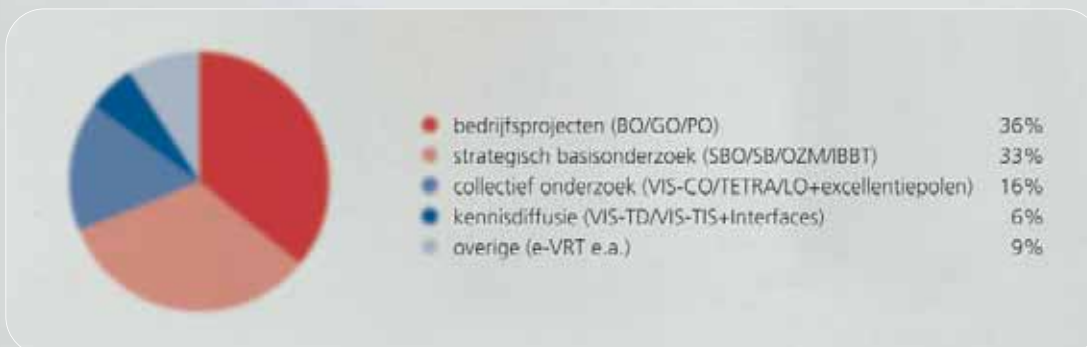 bedrijfsprojecten (BO/GO/PO) 36%
strategisch basisonderzoek (SBO/SB/OZM/IBBT) 33%
collectief onderzoek (VIS-CO/TETRA/LO+excellentiepolen) 16%
kennisdiffusie (VIS-TD/VIS-TIS+Interfaces) 6%
overige (e-VRT e.a.) 9%